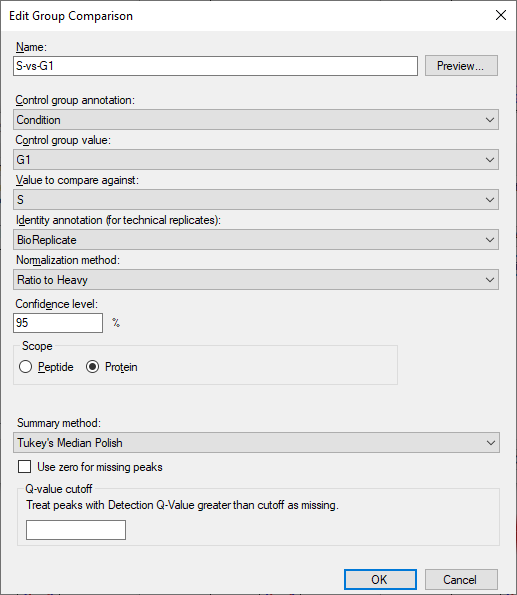 Edit Group Comparison
Name:
S-vs-G1
Preview...
Control group annotation:
Condition
Control group value:
G1
Value to compare against:
S
Identity annotation (for technical replicates):
BioReplicate
Normalization method:
Ratio to Heavy
Confidence level:
95 %
Scope
Peptide Protein
Summary method:
Tukey's Median Polish
Use zero for missing peaks
Q-value cutoff
Treat peaks with Detection Q-Value greater than cutoff as missing.
OK Cancel